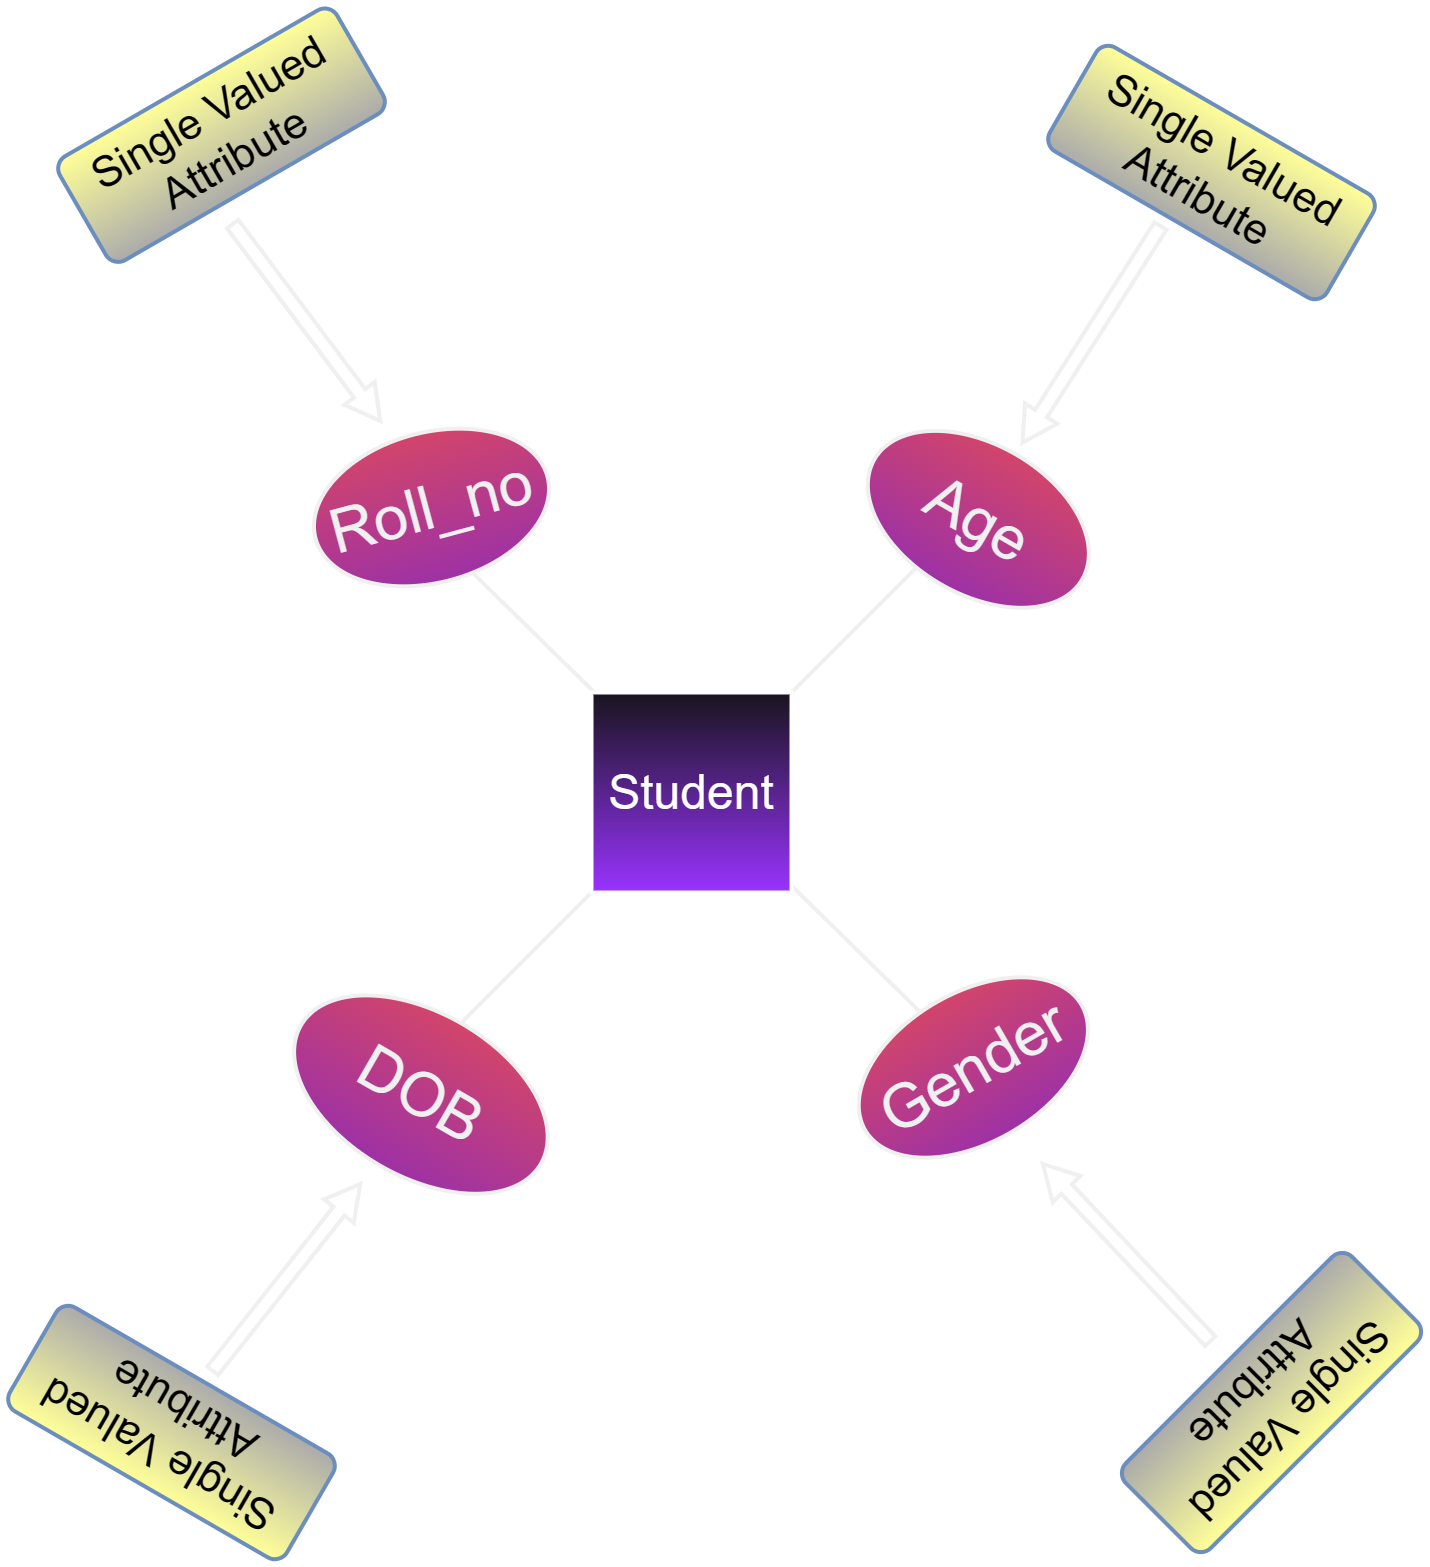 Single Valued
Attribute
Single Valued
Attribute
Roll_no
Age
Student
DOB
Gender
Single Valued
Attribute
Single Valued
Attribute